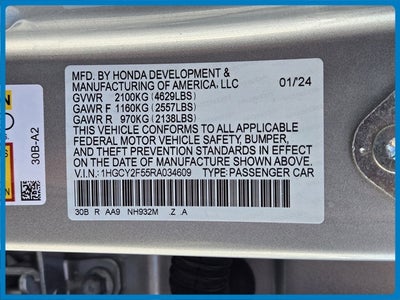 MFD. BY HONDA DEVELOPMENT &
MANUFACTURING OF AMERICA, LLC 01/24
GVWR 2100KG (4629LBS)
GAWR F 1160KG (2557LBS)
GAWR R 970KG (2138LBS)
THIS VEHICLE CONFORMS TO ALL APPLICABLE
FEDERAL MOTOR VEHICLE SAFETY, BUMPER,
AND THEFT PREVENTION STANDARDS IN EFFECT
ON THE DATE OF MANUFACTURE SHOWN ABOVE.
V.I.N: 1HGCY2F55RA034609 TYPE: PASSENGER CAR
30B R AA9 NH932M .Z .A
30B-A2